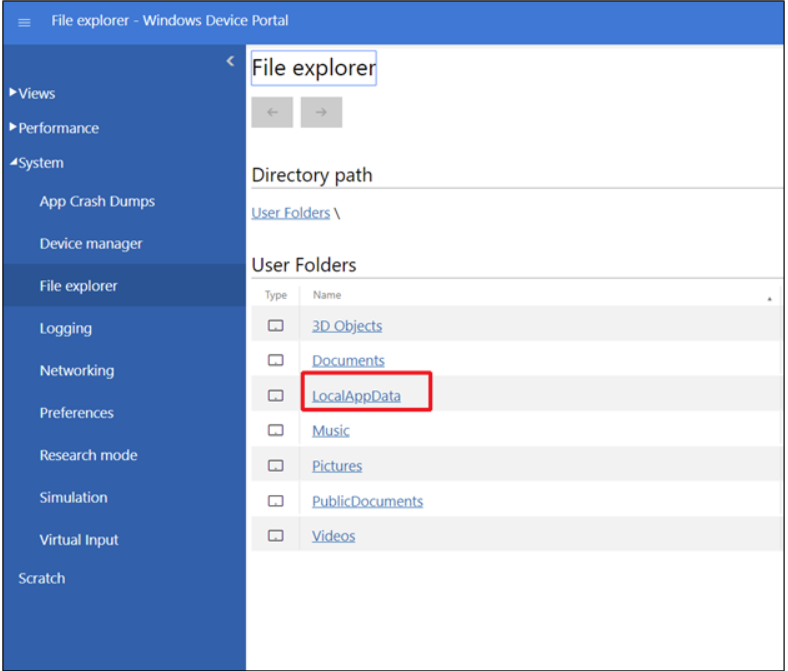 File explorer - Windows Device Portal
Views
Performance
System
App Crash Dumps
Device manager
File explorer
Logging
Networking
Preferences
Research mode
Simulation
Virtual Input
Scratch
File explorer
Directory path
User Folders \
User Folders
Type Name
3D Objects
Documents
LocalAppData
Music
Pictures
PublicDocuments
Videos